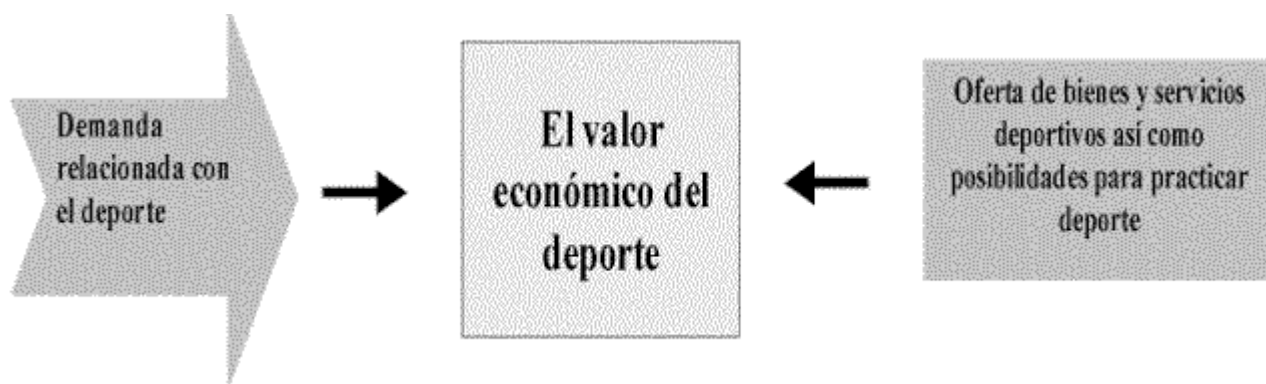 Demanda
relacionada con
el deporte
El valor
económico del
deporte
Oferta de bienes y servicios
deportivos así como
posibilidades para practicar
deporte